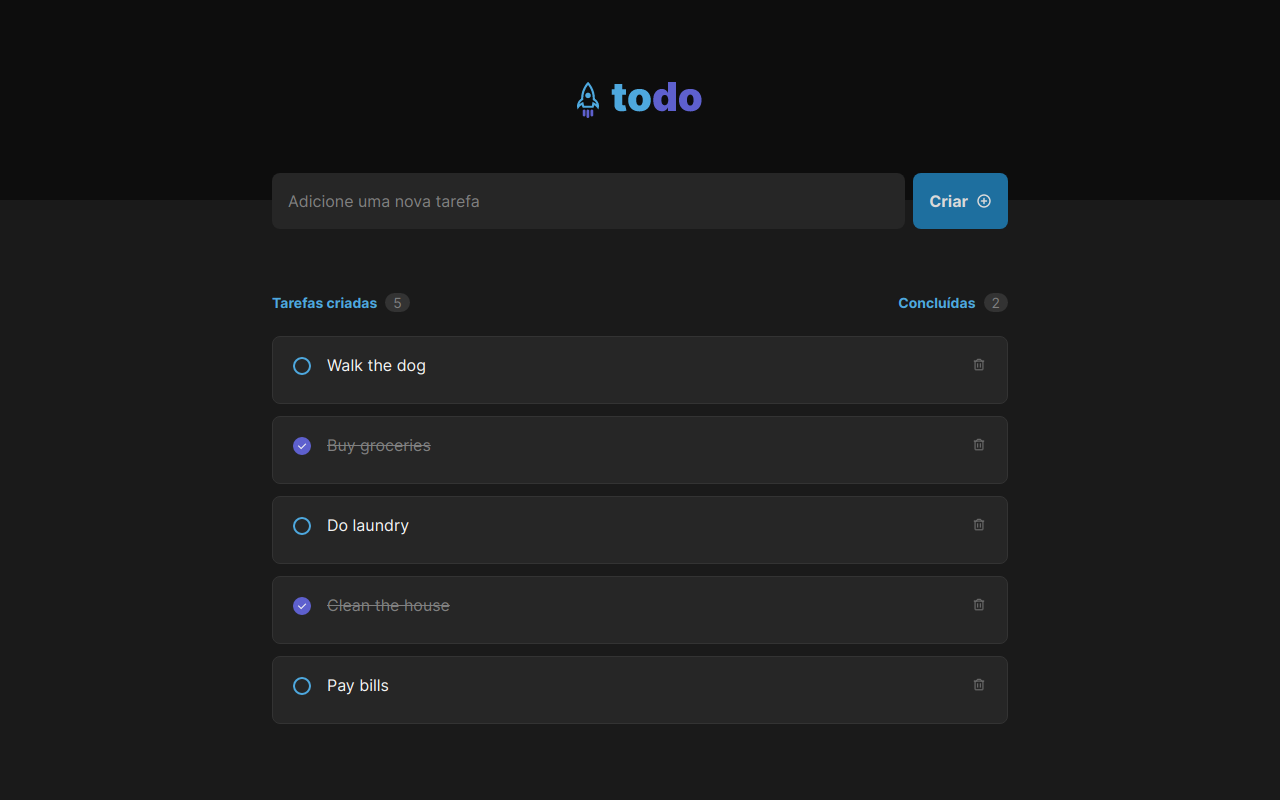 todo
Adicione uma nova tarefa
Criar
Tarefas criadas 5
Concluídas 2
Walk the dog
Buy groceries
Do laundry
Clean the house
Pay bills